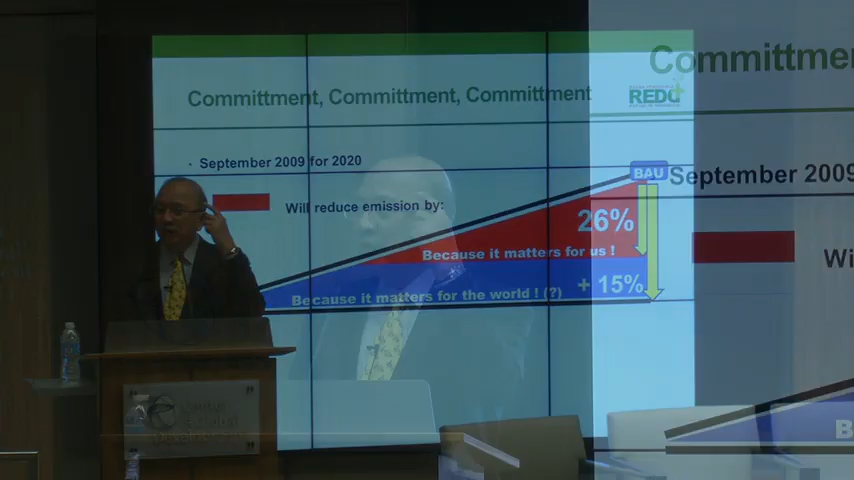 Committment, Committment, Committment
REDD+
· September 2009 for 2020
Will reduce emission by:
BAU
26%
Because it matters for us !
+ 15%
Because it matters for the world ! (?)
Committme
September 2009
Wi
B